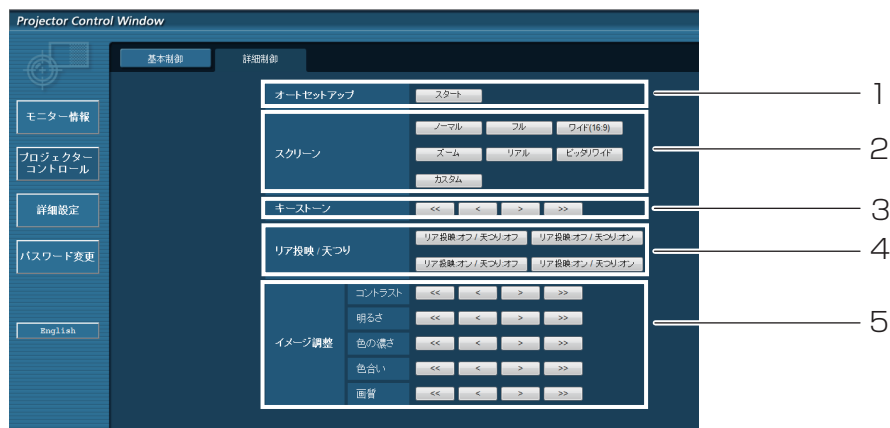 Projector Control Window
基本制御 詳細制御
オートセットアップ スタート 1
モニター情報
スクリーン ノーマル フル ワイド(16:9) 2
ズーム リアル ピッタリワイド
カスタム
プロジェクター
コントロール
キーストーン << < > >> 3
詳細設定
リア投映 / 天つり リア投映:オフ / 天つり:オフ リア投映:オフ / 天つり:オン 4
リア投映:オン / 天つり:オフ リア投映:オン / 天つり:オン
パスワード変更
イメージ調整 コントラスト << < > >> 5
明るさ << < > >>
色の濃さ << < > >>
色合い << < > >>
画質 << < > >>
English